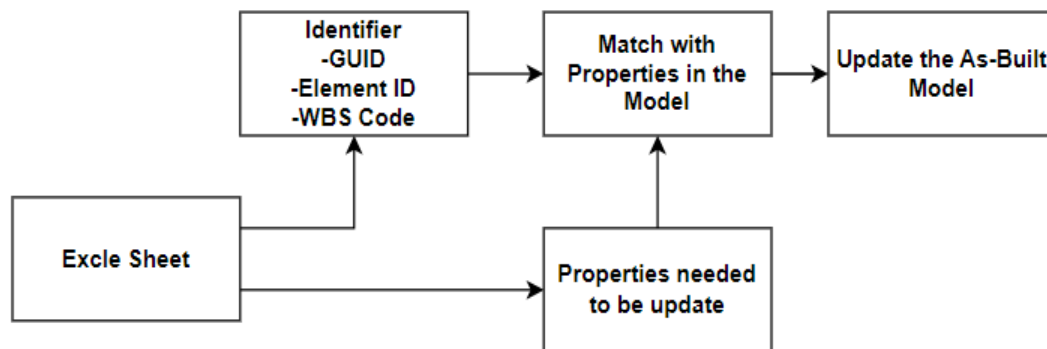 Identifier
-GUID
-Element ID
-WBS Code
Match with
Properties in the
Model
Update the As-Built
Model
Excle Sheet
Properties needed
to be update